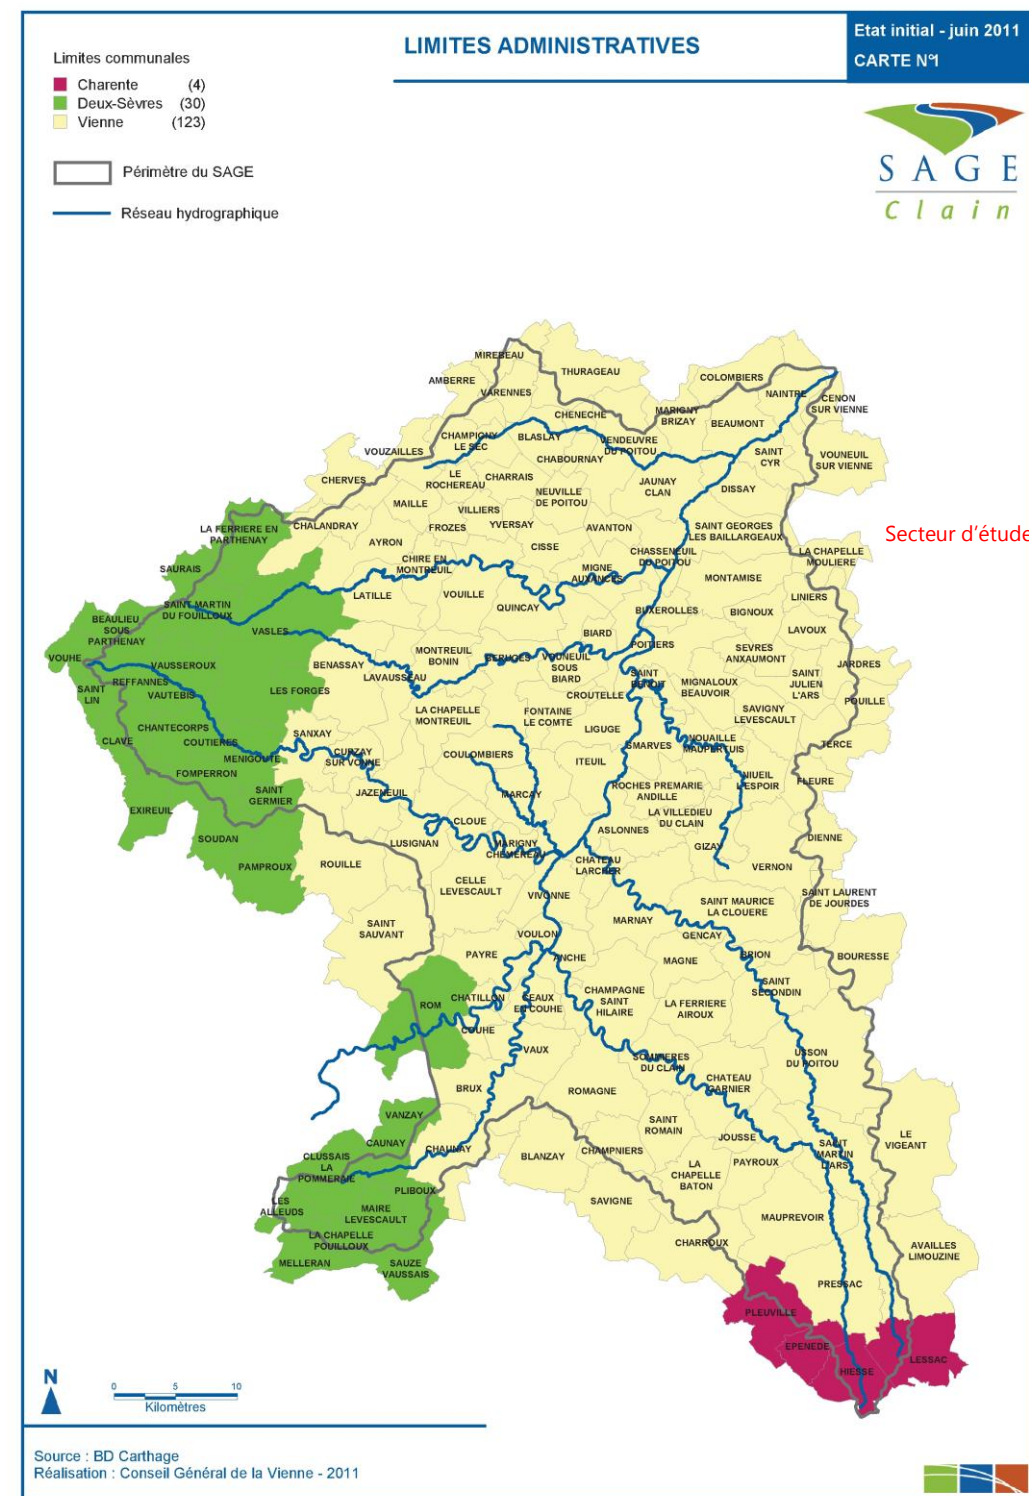 LIMITES ADMINISTRATIVES
Etat initial - juin 2011
CARTE N°1
Limites communales
Charente (4)
Deux-Sèvres (30)
Vienne (123)
Périmètre du SAGE
Réseau hydrographique
SAGE
Clain
MIREBEAU
THURAGEAU
AMBERRE
VARENNES
COLOMBIERS
NAINTRE
CENON
SUR VIENNE
CHENECHE
MARIGNY
BRIZAY
BEAUMONT
CHAMPIGNY
LE SEC
BLASLAY
VENDEUVRE
DU POITOU
VOUZAILLES
CHABOURNAY
SAINT
CYR
VOUNEUIL
SUR VIENNE
CHERVES
LE
ROCHEREAU
CHARRAIS
NEUVILLE
DE POITOU
JAUNAY
CLAN
DISSAY
MAILLE
VILLIERS
LA FERRIERE EN
PARTHENAY
CHALANDRAY
FROZES
YVERSAY
AVANTON
SAINT GEORGES
LES BAILLARGEAUX
Secteur d'étude
AYRON
CISSE
CHIRE EN
MONTREUIL
CHASSENEUIL
DU POITOU
LA CHAPELLE
MOULIERE
SAURAIS
MIGNE
AUXANCES
MONTAMISE
LATILLE
VOUILLE
QUINCAY
LINIERS
SAINT MARTIN
DU FOUILLOUX
BUXEROLLES
BIGNOUX
BEAULIEU
SOUS
PARTHENAY
VASLES
BIARD
POITIERS
LAVOUX
SEVRES
ANXAUMONT
VOUHE
VAUSSEROUX
BENASSAY
MONTREUIL
BONIN
BERUGES
VOUNEUIL
SOUS
BIARD
JARDRES
LAVAUSSEAU
SAINT
BENOIT
MIGNALOUX
BEAUVOIR
SAINT
JULIEN
L'ARS
REFFANNES
VAUTEBIS
LES FORGES
CROUTELLE
POUILLE
SAINT
LIN
LA CHAPELLE
MONTREUIL
FONTAINE
LE COMTE
SAVIGNY
LEVESCAULT
CHANTECORPS
LIGUGE
CLAVE
COUTIERES
SANXAY
SMARVES
NOUAILLE
MAUPERTUIS
TERCE
MENIGOUTE
CURZAY
SUR VONNE
COULOMBIERS
ITEUIL
FOMPERRON
NIUEIL
L'ESPOIR
FLEURE
SAINT
GERMIER
JAZENEUIL
MARCAY
ROCHES PREMARIE
ANDILLE
EXIREUIL
LA VILLEDIEU
DU CLAIN
CLOUE
ASLONNES
SOUDAN
LUSIGNAN
MARIGNY
CHEMEREAU
GIZAY
DIENNE
PAMPROUX
ROUILLE
CHATEAU
LARCHER
VERNON
CELLE
LEVESCAULT
VIVONNE
SAINT MAURICE
LA CLOUERE
SAINT LAURENT
DE JOURDES
SAINT
SAUVANT
MARNAY
VOULON
GENCAY
PAYRE
ANCHE
MAGNE
BRION
BOURESSE
SAINT
SECONDIN
ROM
CHATILLON
CEAUX
EN COUHE
CHAMPAGNE
SAINT
HILAIRE
LA FERRIERE
AIROUX
COUHE
VAUX
SOMMIERES
DU CLAIN
USSON
DU POITOU
BRUX
ROMAGNE
CHATEAU
GARNIER
VANZAY
SAINT
ROMAIN
CAUNAY
CHAUNAY
JOUSSE
SAINT
MARTIN
L'ARS
LE
VIGEANT
CLUSSAIS
LA
POMMERAIE
BLANZAY
CHAMPNIERS
PAYROUX
LA
CHAPELLE
BATON
PLIBOUX
LES
ALLEUDS
MAIRE
LEVESCAULT
SAVIGNE
MAUPREVOIR
LA CHAPELLE
POUILLOUX
CHARROUX
AVAILLES
LIMOUZINE
MELLERAN
SAUZE
VAUSSAIS
PRESSAC
PLEUVILLE
EPENEDE
HIESSE
LESSAC
N
0 5 10
Kilomètres
Source : BD Carthage
Réalisation : Conseil Général de la Vienne - 2011